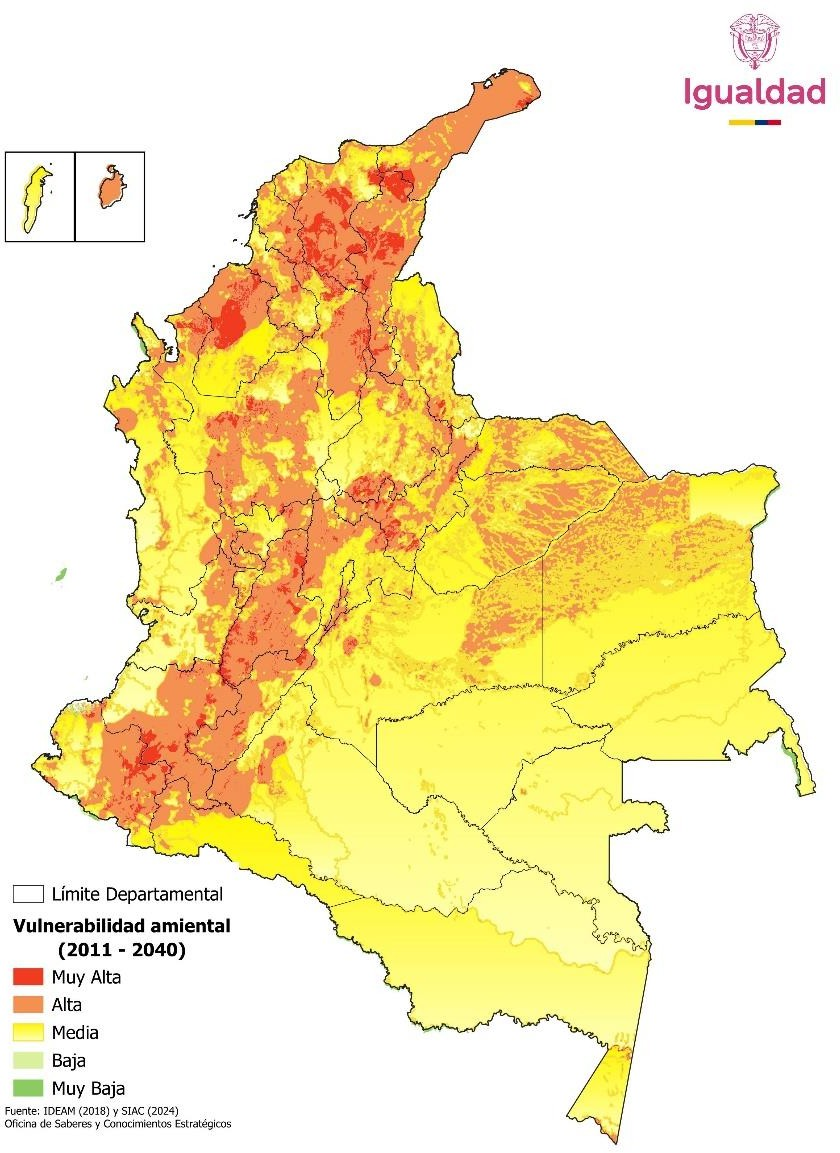 Igualdad
Límite Departamental
Vulnerabilidad amiental
(2011 - 2040)
Muy Alta
Alta
Media
Baja
Muy Baja
Fuente: IDEAM (2018) y SIAC (2024)
Oficina de Saberes y Conocimientos Estratégicos